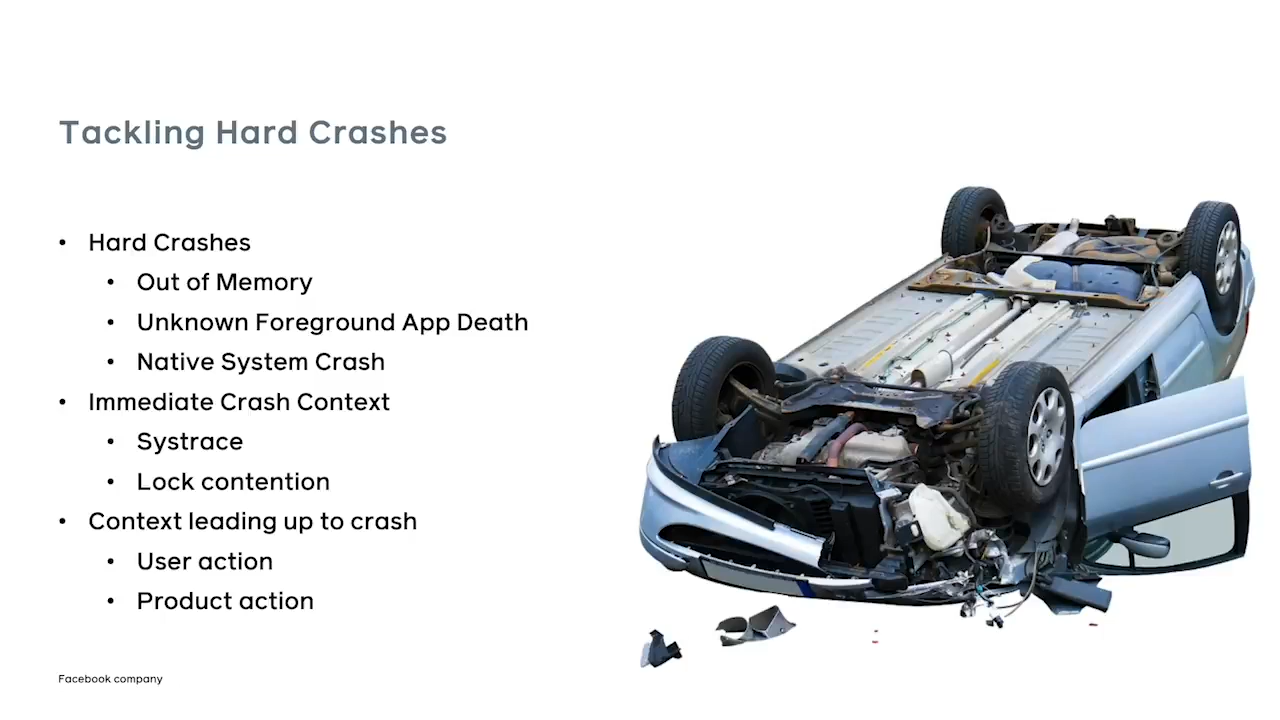 Tackling Hard Crashes
• Hard Crashes
• Out of Memory
• Unknown Foreground App Death
• Native System Crash
• Immediate Crash Context
• Systrace
• Lock contention
• Context leading up to crash
• User action
• Product action
Facebook company